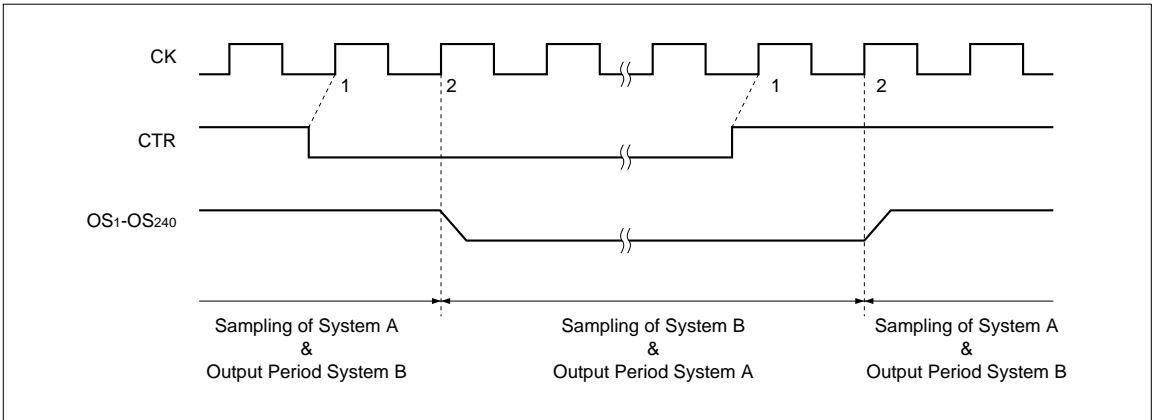 CK
1
2
1
2
CTR
OS1-OS240
Sampling of System A
&
Output Period System B
Sampling of System B
&
Output Period System A
Sampling of System A
&
Output Period System B